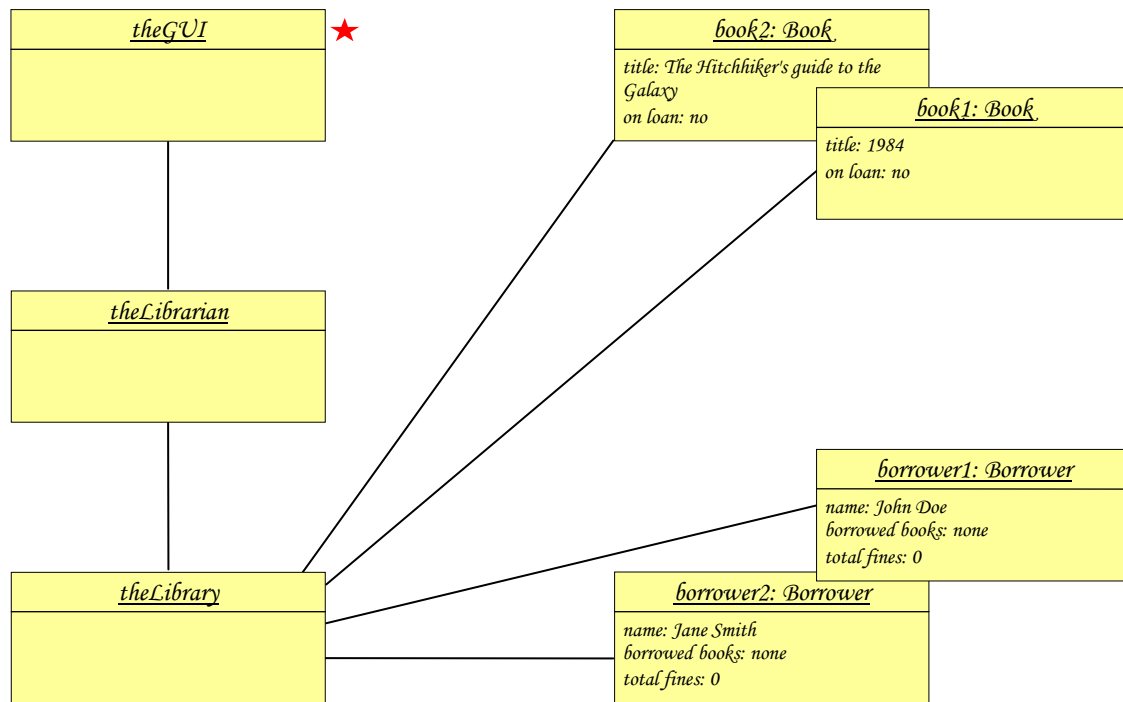 theGUI
book2: Book
title: The Hitchhiker's guide to the
Galaxy
on loan: no
book1: Book
title: 1984
on loan: no
theLibrarian
borrower1: Borrower
name: John Doe
borrowed books: none
total fines: 0
theLibrary
borrower2: Borrower
name: Jane Smith
borrowed books: none
total fines: 0